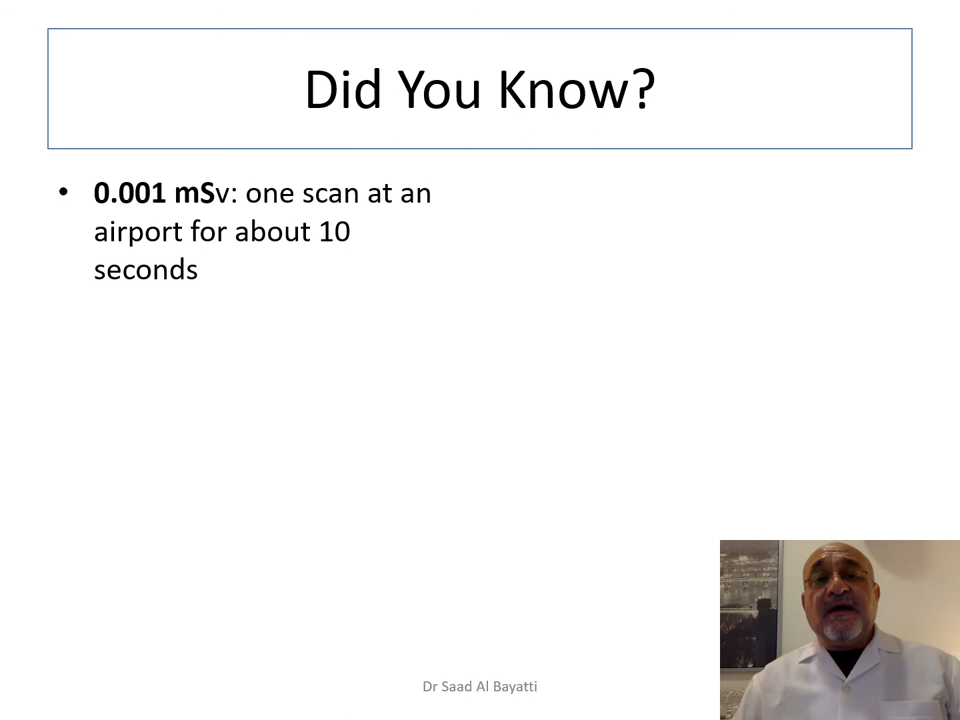 Did You Know?
• 0.001 mSv: one scan at an
airport for about 10
seconds
Dr Saad Al Bayatti